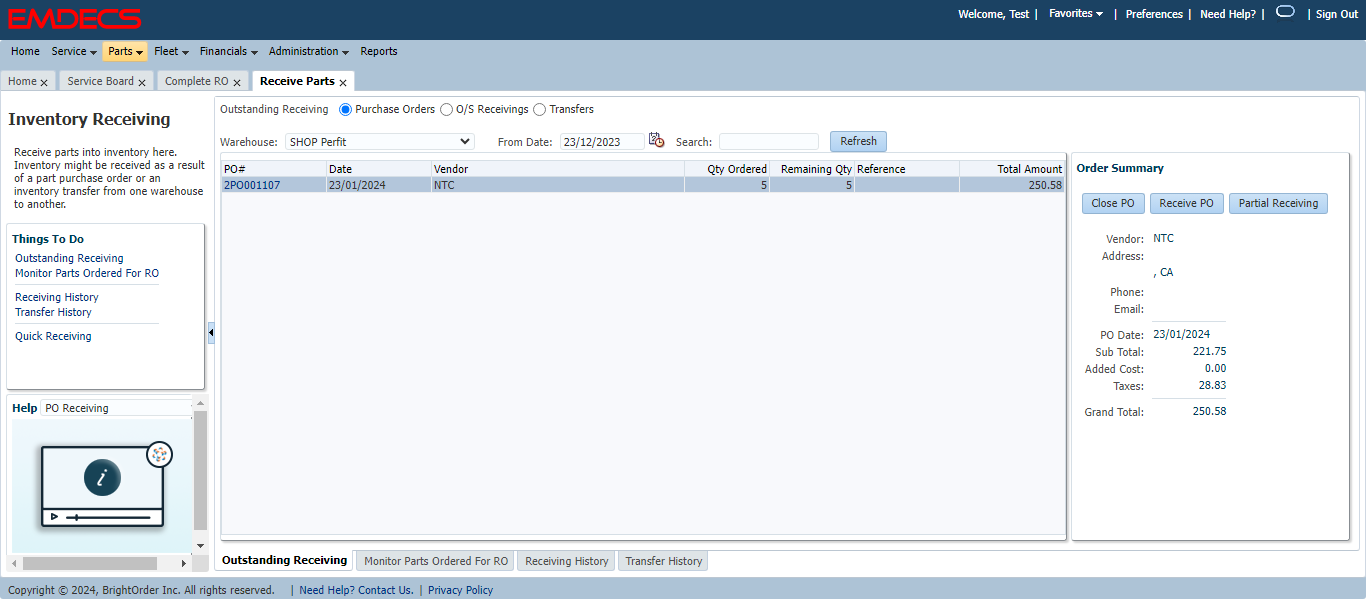 EMDECS
Welcome, Test | Favorites | Preferences | Need Help? | | Sign Out
Home Service Parts Fleet Financials Administration Reports
Home Service Board Complete RO Receive Parts
Inventory Receiving
Receive parts into inventory here.
Inventory might be received as a result
of a part purchase order or an
inventory transfer from one warehouse
to another.
Things To Do
Outstanding Receiving
Monitor Parts Ordered For RO
Receiving History
Transfer History
Quick Receiving
Help PO Receiving
i
Outstanding Receiving Purchase Orders O/S Receivings Transfers
Warehouse: SHOP Perfit From Date: 23/12/2023 Search: Refresh
PO# Date Vendor Qty Ordered Remaining Qty Reference Total Amount
2PO001107 23/01/2024 NTC 5 5 250.58
Order Summary
Close PO Receive PO Partial Receiving
Vendor: NTC
Address:
, CA
Phone:
Email:
PO Date: 23/01/2024
Sub Total: 221.75
Added Cost: 0.00
Taxes: 28.83
Grand Total: 250.58
Outstanding Receiving Monitor Parts Ordered For RO Receiving History Transfer History
Copyright © 2024, BrightOrder Inc. All rights reserved. | Need Help? Contact Us. | Privacy Policy